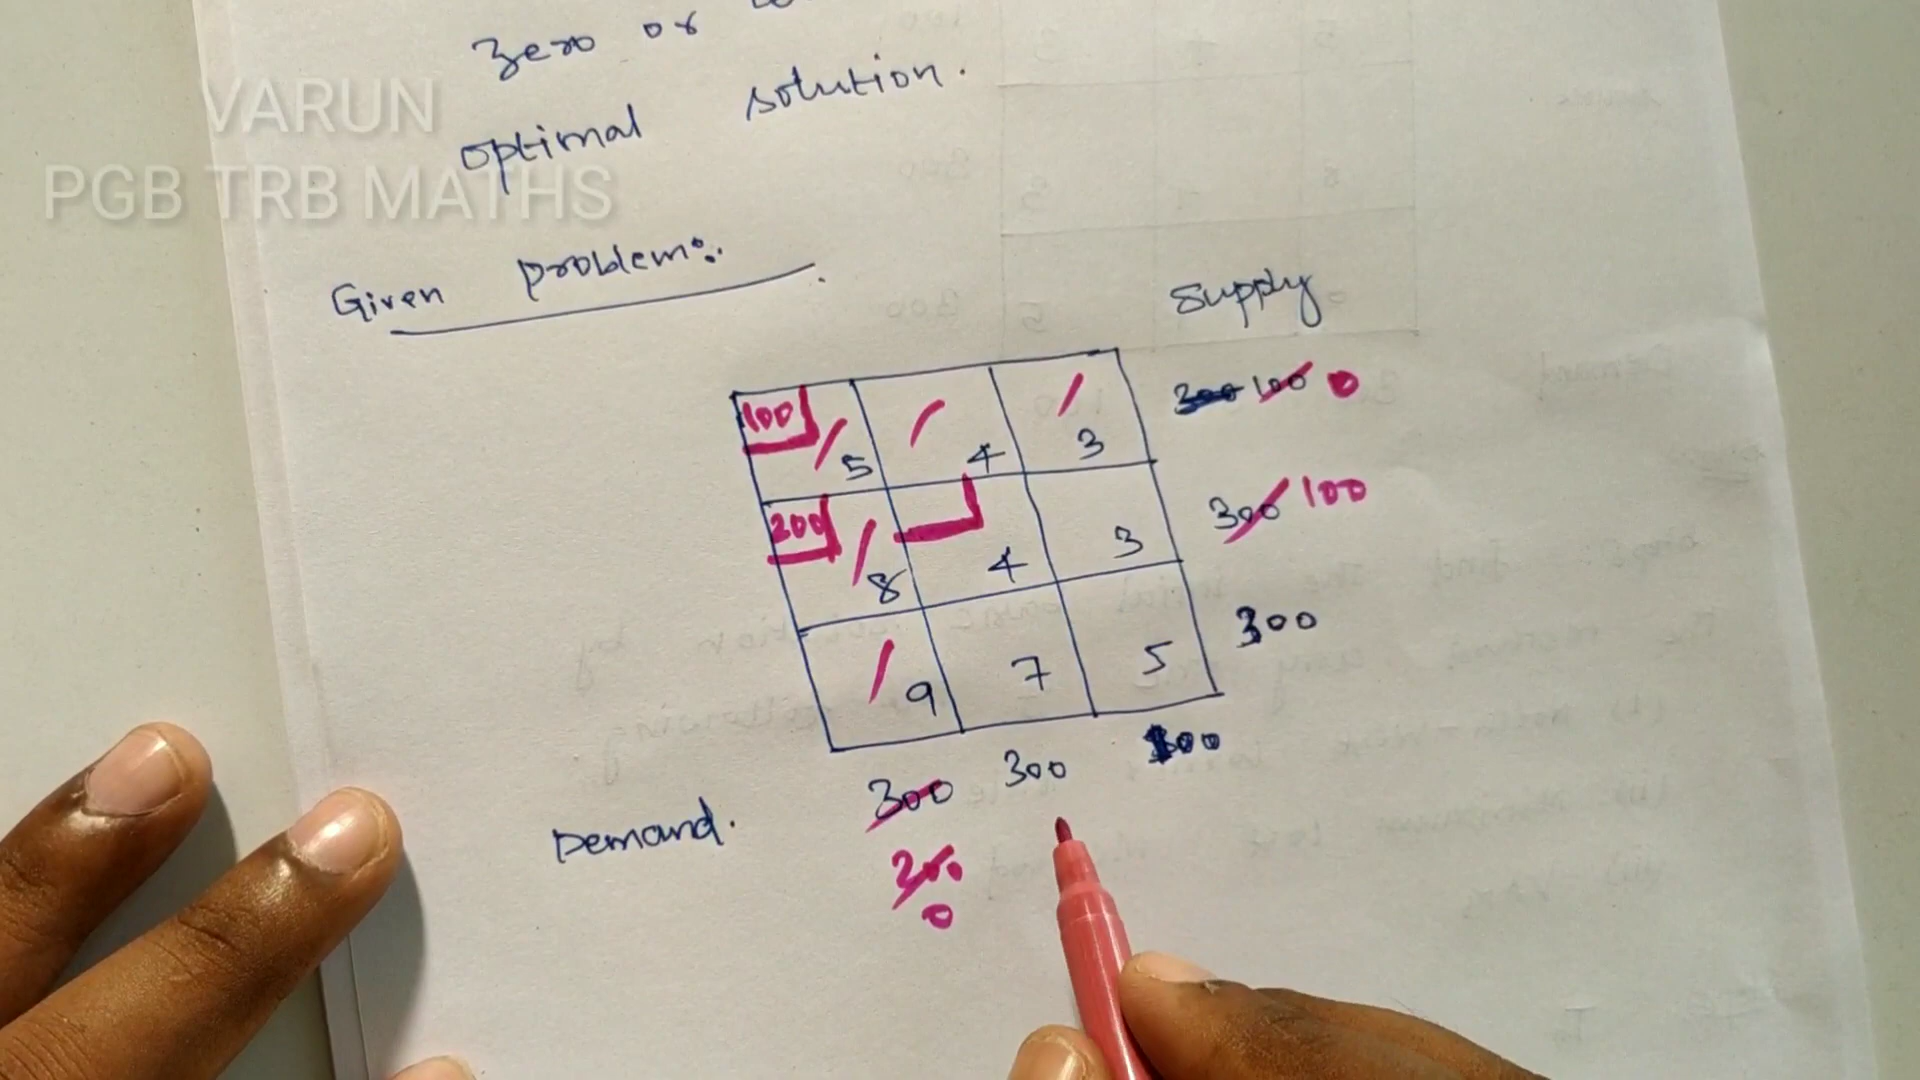 zero or
optimal solution.
VARUN
PGB TRB MATHS
Given problem:.
Supply
100 5 4 3 300 100 0
200 8 4 3 300 100
9 7 5 300
Demand. 300 300 100
200
0